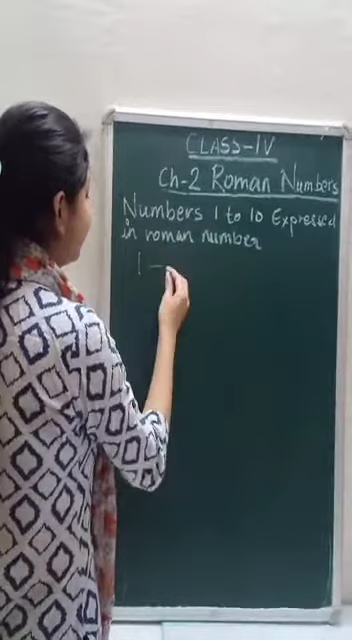 CLASS-IV
Ch-2 Roman Numbers
Numbers 1 to 10 Expressed
in roman number
1 -